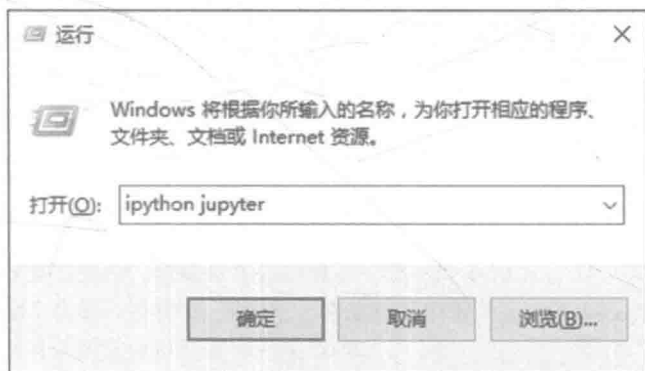 运行
Windows 将根据你所输入的名称，为你打开相应的程序、
文件夹、文档或 Internet 资源。
打开(O): ipython jupyter
确定 取消 浏览(B)...